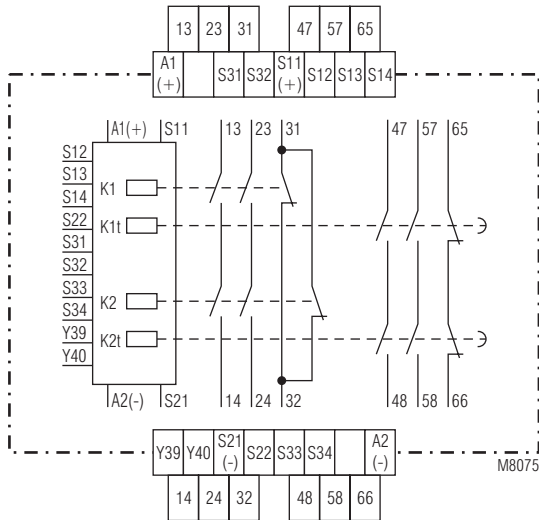 13 23 31 47 57 65
A1 (+) S31 S32 S11 (+) S12 S13 S14
A1(+) S11 13 23 31 47 57 65
S12
S13
K1
S14
S22
K1t
S31
S32
S33
K2
S34
Y39
K2t
Y40
A2(-) S21 14 24 32 48 58 66
Y39 Y40 S21 (-) S22 S33 S34 A2 (-)
M8075
14 24 32 48 58 66